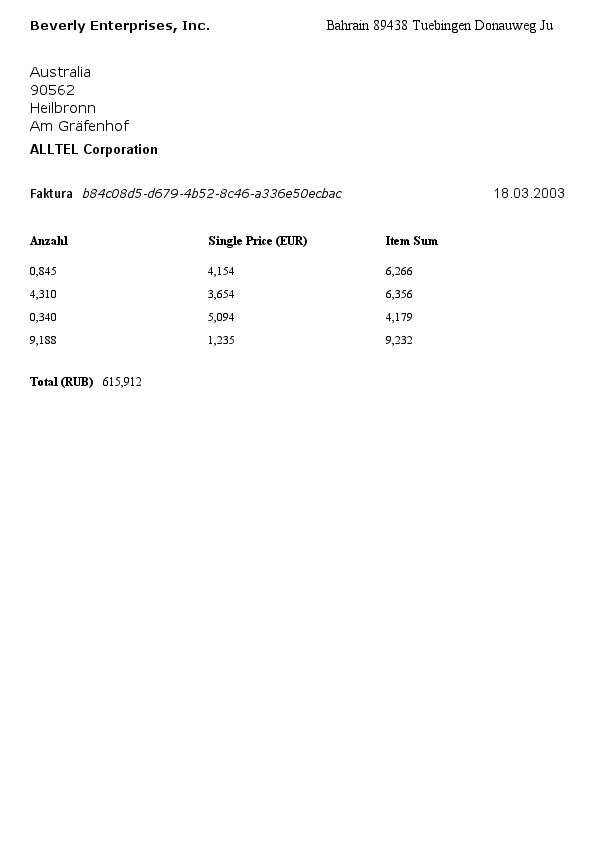 Beverly Enterprises, Inc. Bahrain 89438 Tuebingen Donauweg Ju
Australia
90562
Heilbronn
Am Gräfenhof
ALLTEL Corporation
Faktura b84c08d5-d679-4b52-8c46-a336e50ecbac 18.03.2003
Anzahl Single Price (EUR) Item Sum
0,845 4,154 6,266
4,310 3,654 6,356
0,340 5,094 4,179
9,188 1,235 9,232
Total (RUB) 615,912